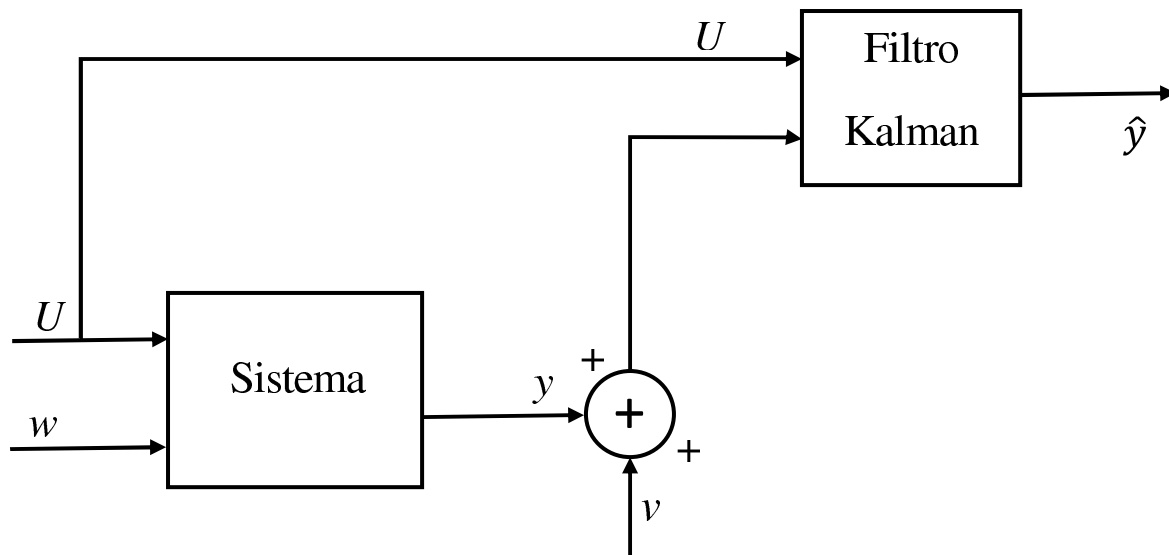 U
Filtro
Kalman
ŷ
U
Sistema
w
y
+
+
+
v